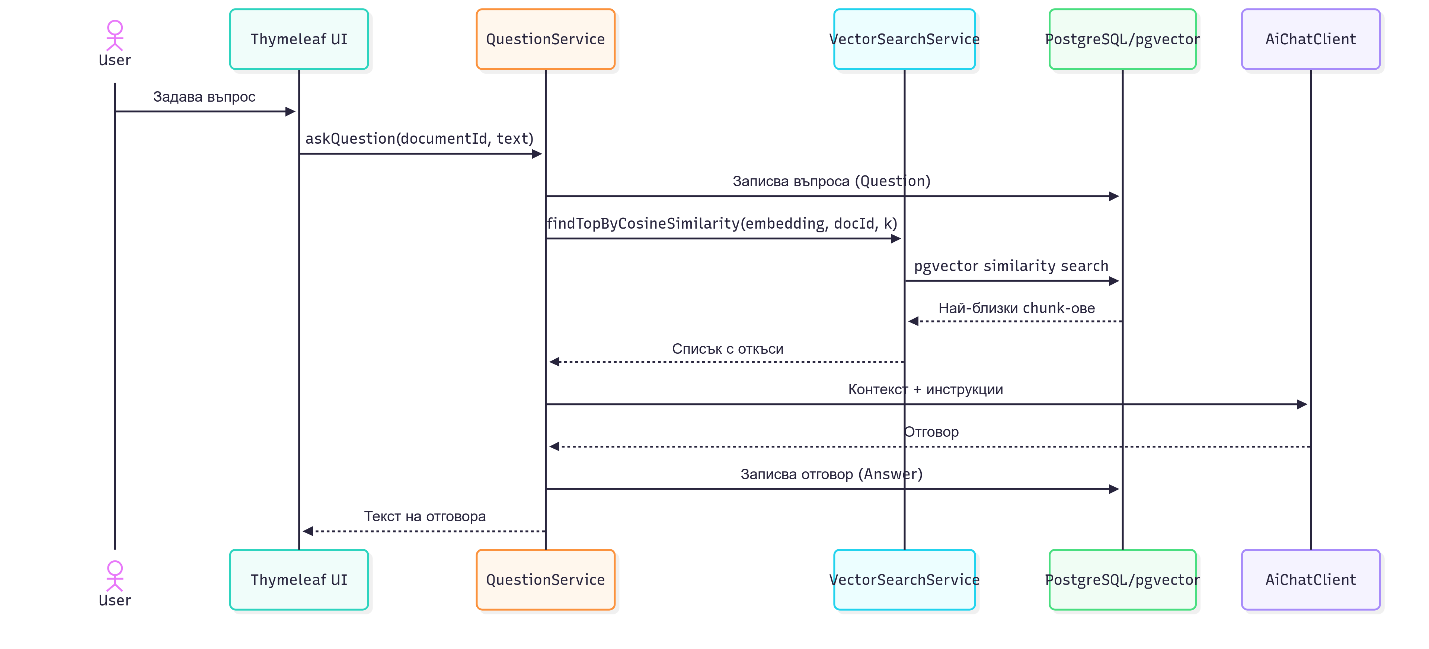 User
Thymeleaf UI
QuestionService
VectorSearchService
PostgreSQL/pgvector
AiChatClient
Задава въпрос
askQuestion(documentId, text)
Записва въпроса (Question)
findTopByCosineSimilarity(embedding, docId, k)
pgvector similarity search
Най-близки chunk-ове
Списък с откъси
Контекст + инструкции
Отговор
Записва отговор (Answer)
Текст на отговора
User
Thymeleaf UI
QuestionService
VectorSearchService
PostgreSQL/pgvector
AiChatClient